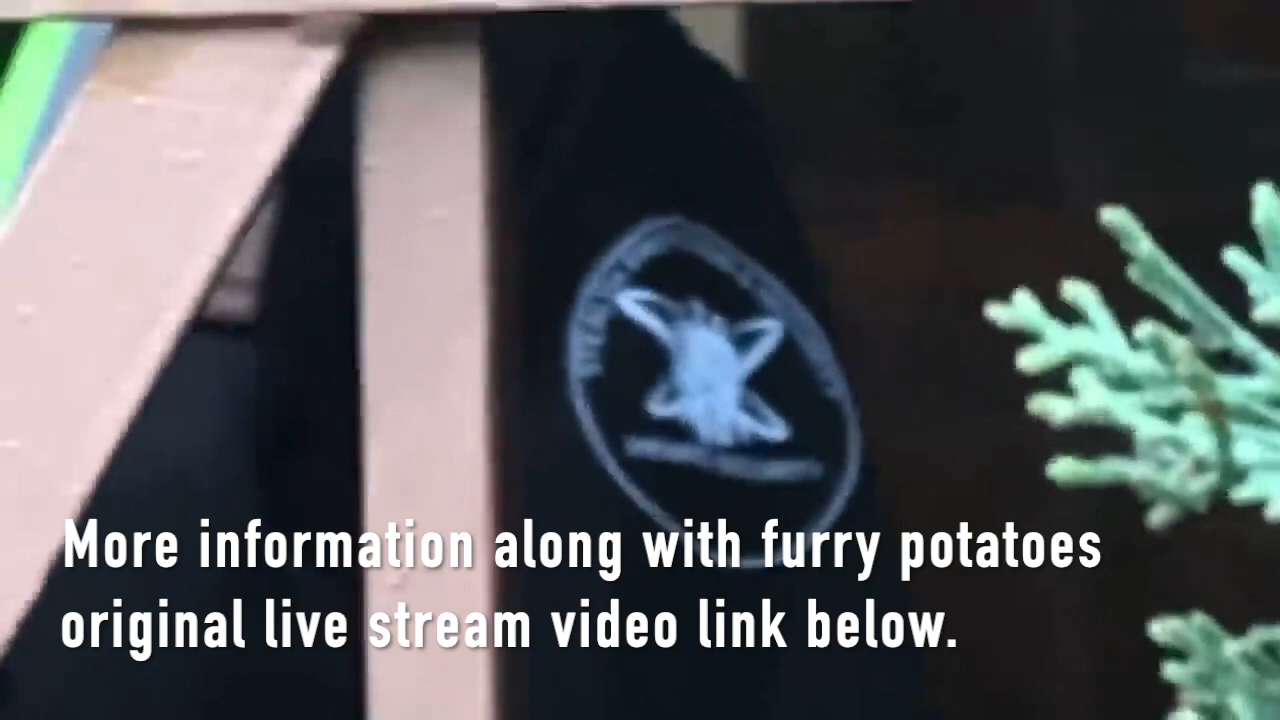 More information along with furry potatoes
original live stream video link below.